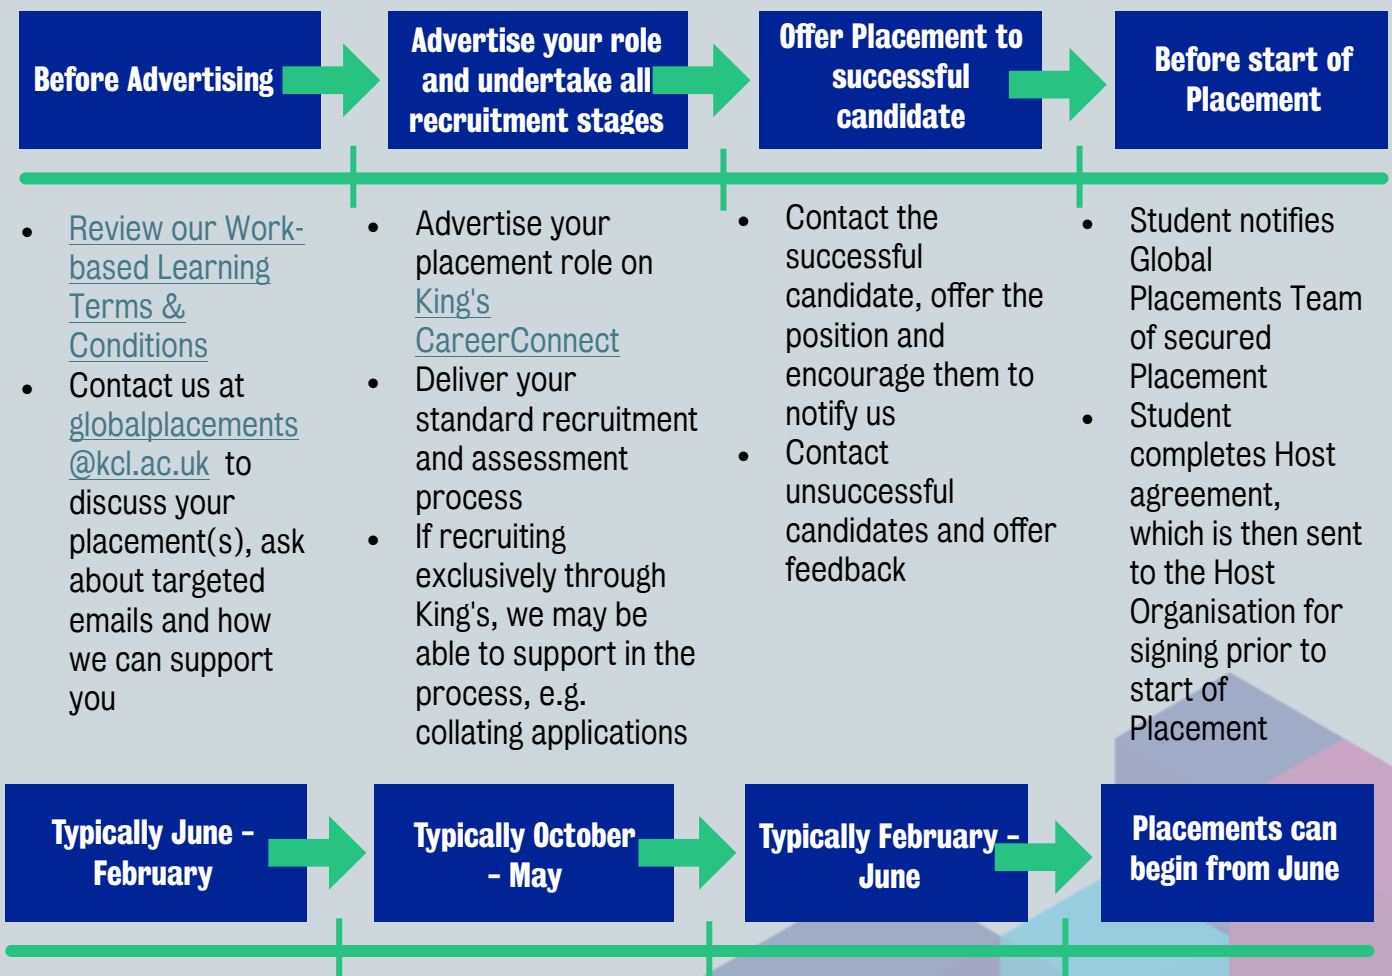 Before Advertising
Advertise your role
and undertake all
recruitment stages
Offer Placement to
successful
candidate
Before start of
Placement
• Review our Work-
based Learning
Terms &
Conditions
• Contact us at
globalplacements
@kcl.ac.uk to
discuss your
placement(s), ask
about targeted
emails and how
we can support
you
• Advertise your
placement role on
King's
CareerConnect
• Deliver your
standard recruitment
and assessment
process
• If recruiting
exclusively through
King's, we may be
able to support in the
process, e.g.
collating applications
• Contact the
successful
candidate, offer the
position and
encourage them to
notify us
• Contact
unsuccessful
candidates and offer
feedback
• Student notifies
Global
Placements Team
of secured
Placement
• Student
completes Host
agreement,
which is then sent
to the Host
Organisation for
signing prior to
start of
Placement
Typically June –
February
Typically October
– May
Typically February –
June
Placements can
begin from June